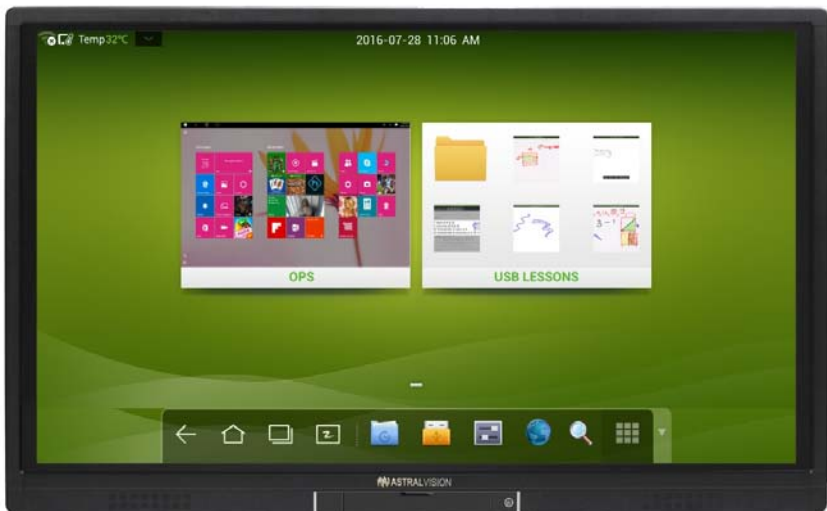 Temp32°C
2016-07-28 11:06 AM
OPS
USB LESSONS
ASTRALVISION